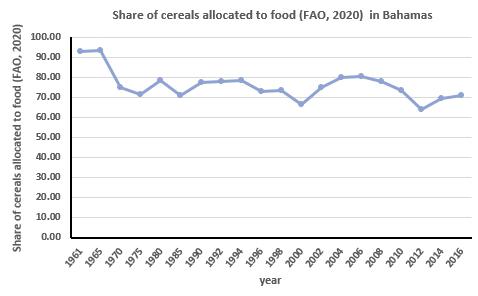 Share of cereals allocated to food (FAO, 2020)  in Bahamas
Share of cereals allocated to food (FAO, 2020)
100.00
90.00
80.00
70.00
60.00
50.00
40.00
30.00
20.00
10.00
0.00
1961 1965 1970 1975 1980 1985 1990 1992 1994 1996 1998 2000 2002 2004 2006 2008 2010 2012 2014 2016
year